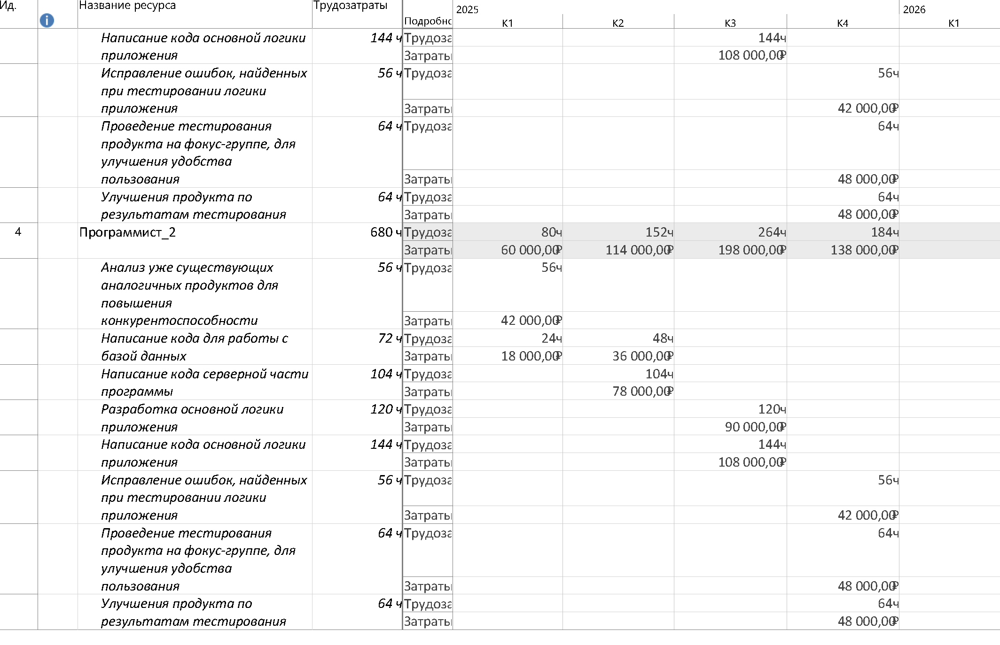 Ид. Название ресурса Трудозатраты 2025 2026
Подробно К1 К2 К3 К4 К1
Написание кода основной логики 144 ч Трудоза 144ч
приложения Затраты 108 000,00₽
Исправление ошибок, найденных 56 ч Трудоза 56ч
при тестировании логики
приложения Затраты 42 000,00₽
Проведение тестирования 64 ч Трудоза 64ч
продукта на фокус-группе, для
улучшения удобства
пользования Затраты 48 000,00₽
Улучшения продукта по 64 ч Трудоза 64ч
результатам тестирования Затраты 48 000,00₽
4 Программист_2 680 ч Трудоза 80ч 152ч 264ч 184ч
Затраты 60 000,00₽ 114 000,00₽ 198 000,00₽ 138 000,00₽
Анализ уже существующих 56 ч Трудоза 56ч
аналогичных продуктов для
повышения
конкурентоспособности Затраты 42 000,00₽
Написание кода для работы с 72 ч Трудоза 24ч 48ч
базой данных Затраты 18 000,00₽ 36 000,00₽
Написание кода серверной части 104 ч Трудоза 104ч
программы Затраты 78 000,00₽
Разработка основной логики 120 ч Трудоза 120ч
приложения Затраты 90 000,00₽
Написание кода основной логики 144 ч Трудоза 144ч
приложения Затраты 108 000,00₽
Исправление ошибок, найденных 56 ч Трудоза 56ч
при тестировании логики
приложения Затраты 42 000,00₽
Проведение тестирования 64 ч Трудоза 64ч
продукта на фокус-группе, для
улучшения удобства
пользования Затраты 48 000,00₽
Улучшения продукта по 64 ч Трудоза 64ч
результатам тестирования Затраты 48 000,00₽